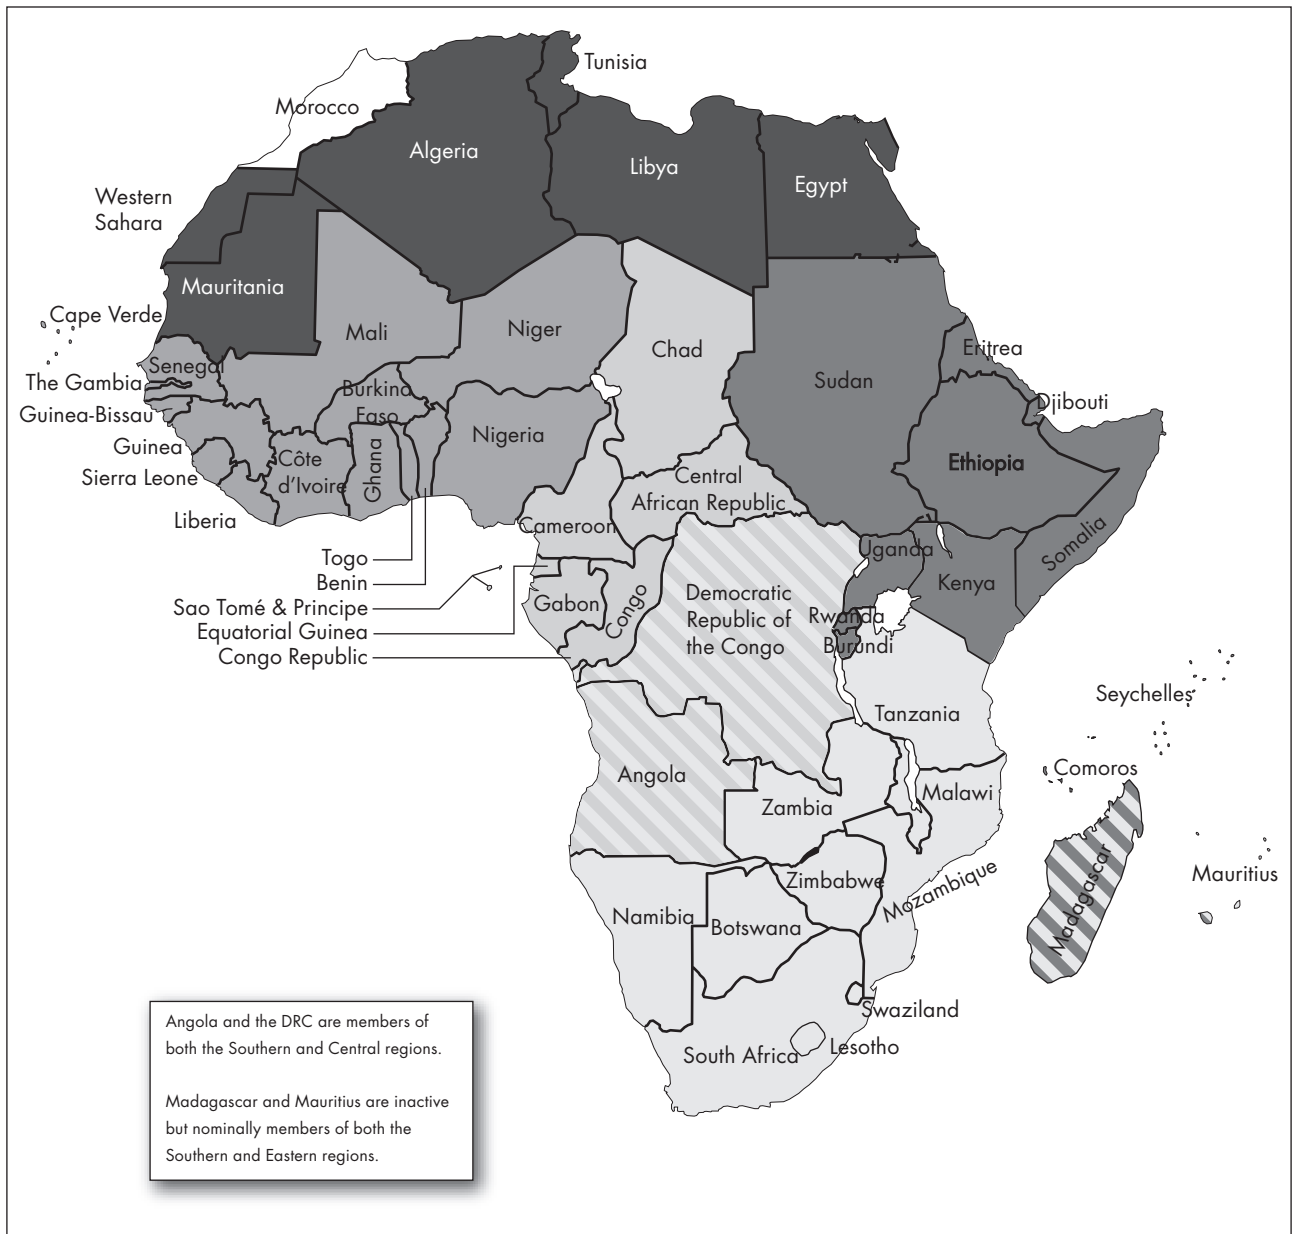 Tunisia
Morocco
Algeria
Libya
Egypt
Western
Sahara
Mauritania
Cape Verde
Mali
Niger
Chad
Sudan
Eritrea
Senegal
The Gambia
Burkina
Faso
Djibouti
Guinea-Bissau
Guinea
Sierra Leone
Côte
d'Ivoire
Ghana
Nigeria
Ethiopia
Central
African Republic
Liberia
Cameroon
Somalia
Togo
Benin
Uganda
Kenya
Sao Tomé & Principe
Equatorial Guinea
Congo Republic
Gabon
Congo
Democratic
Republic of
the Congo
Rwanda
Burundi
Seychelles
Tanzania
Angola
Comoros
Zambia
Malawi
Zimbabwe
Mozambique
Madagascar
Mauritius
Namibia
Botswana
Swaziland
South Africa
Lesotho
Angola and the DRC are members of
both the Southern and Central regions.
Madagascar and Mauritius are inactive
but nominally members of both the
Southern and Eastern regions.